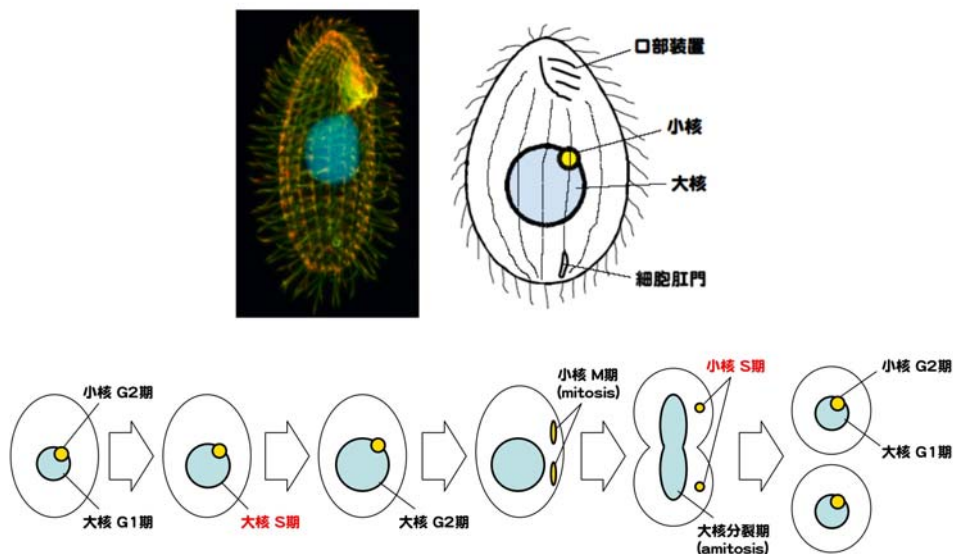 口部装置
小核
大核
細胞肛門
小核 G2期
大核 G1期
大核 S期
大核 G2期
小核 M期
(mitosis)
小核 S期
大核分裂期
(amitosis)
小核 G2期
大核 G1期